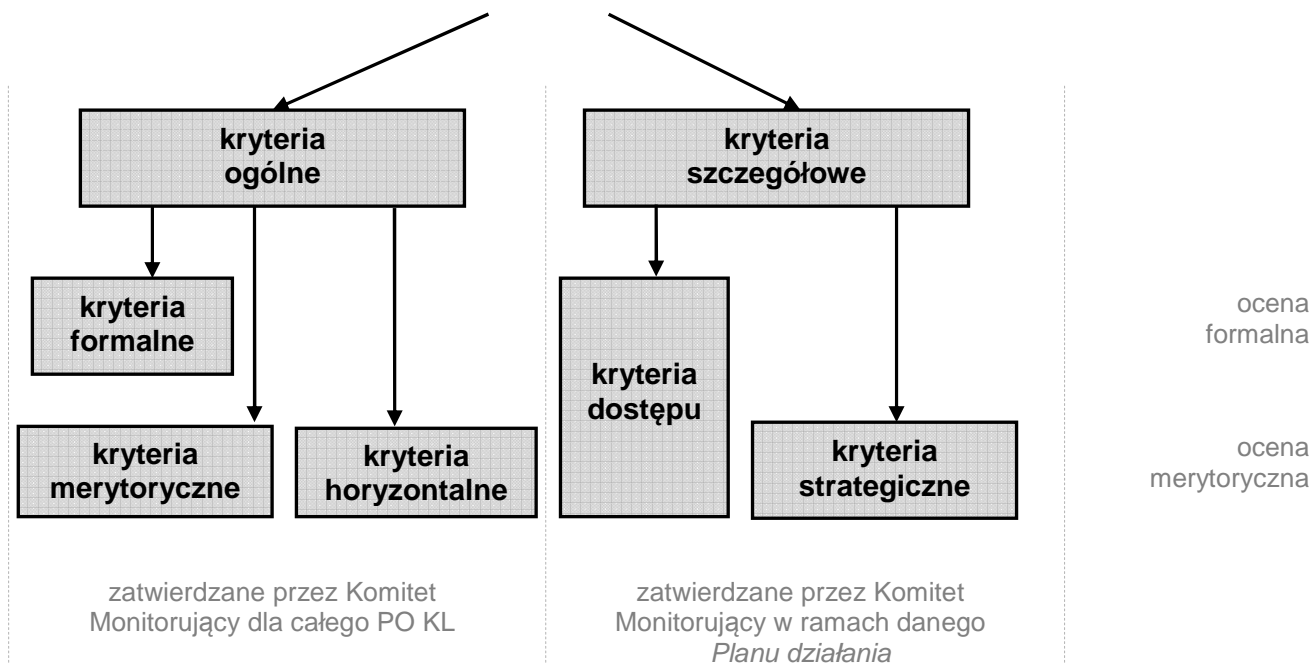 kryteria
ogólne
kryteria
szczegółowe
kryteria
formalne
kryteria
dostępu
ocena
formalna
kryteria
merytoryczne
kryteria
horyzontalne
kryteria
strategiczne
ocena
merytoryczna
zatwierdzane przez Komitet
Monitorujący dla całego PO KL
zatwierdzane przez Komitet
Monitorujący w ramach danego
Planu działania